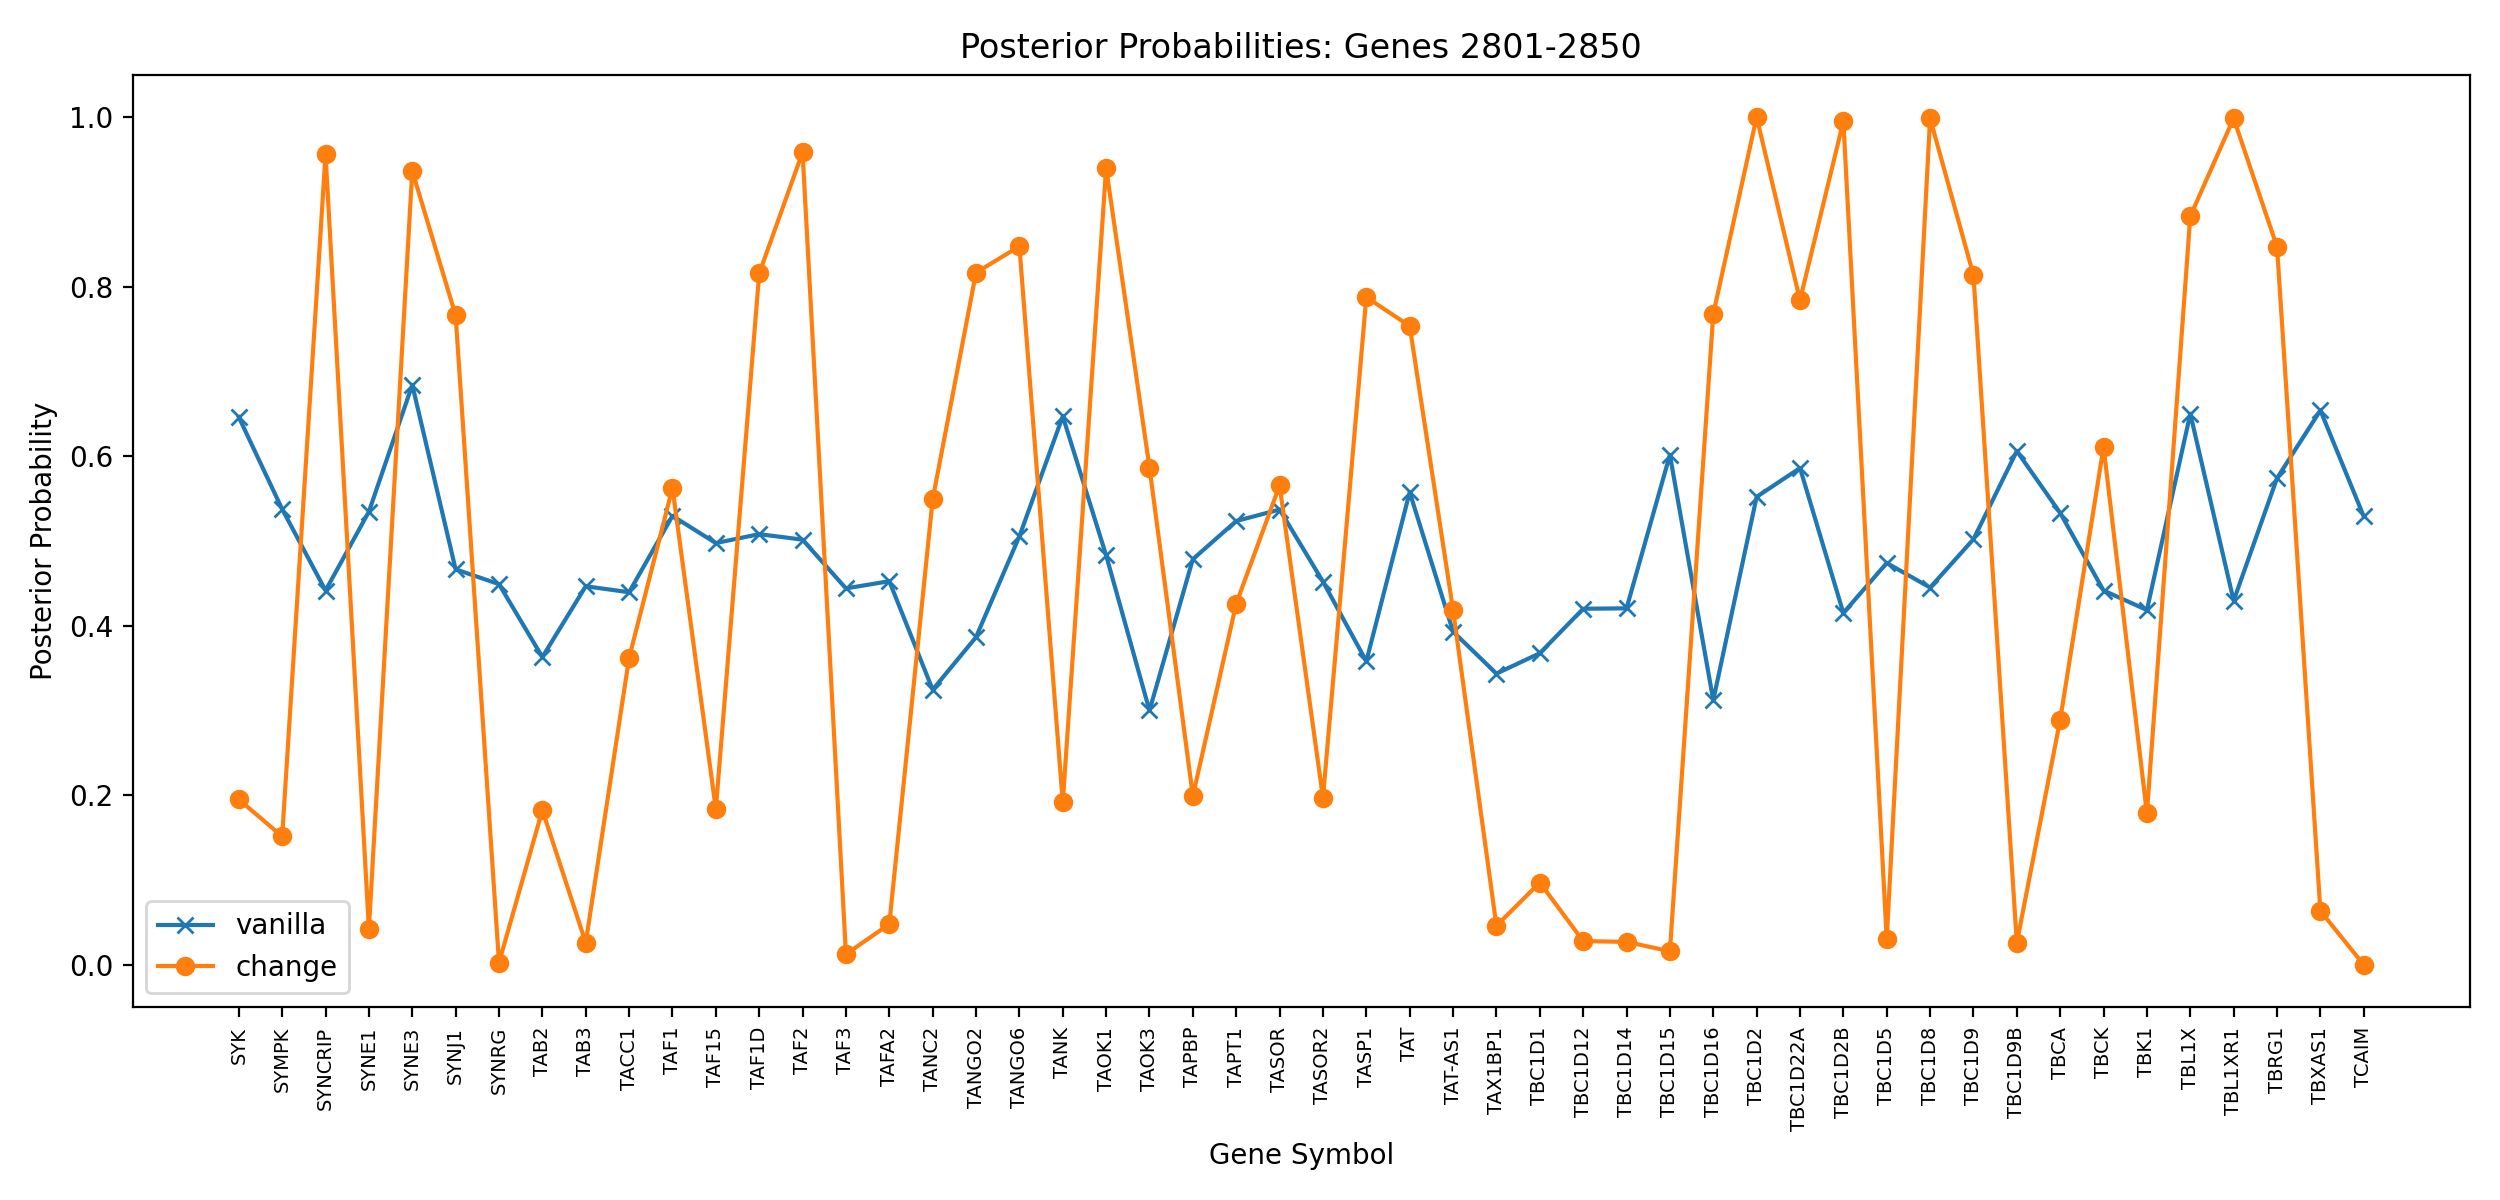 Posterior Probabilities: Genes 2801-2850
Posterior Probability
1.0
0.8
0.6
0.4
0.2
0.0
vanilla
change
SYK
SYMPK
SYNCRIP
SYNE1
SYNE3
SYNJ1
SYNRG
TAB2
TAB3
TACC1
TAF1
TAF15
TAF1D
TAF2
TAF3
TAFA2
TANC2
TANGO2
TANGO6
TANK
TAOK1
TAOK3
TAPBP
TAPT1
TASOR
TASOR2
TASP1
TAT
TAT-AS1
TAX1BP1
TBC1D1
TBC1D12
TBC1D14
TBC1D15
TBC1D16
TBC1D2
TBC1D22A
TBC1D2B
TBC1D5
TBC1D8
TBC1D9
TBC1D9B
TBCA
TBCK
TBK1
TBL1X
TBL1XR1
TBRG1
TBXAS1
TCAIM
Gene Symbol